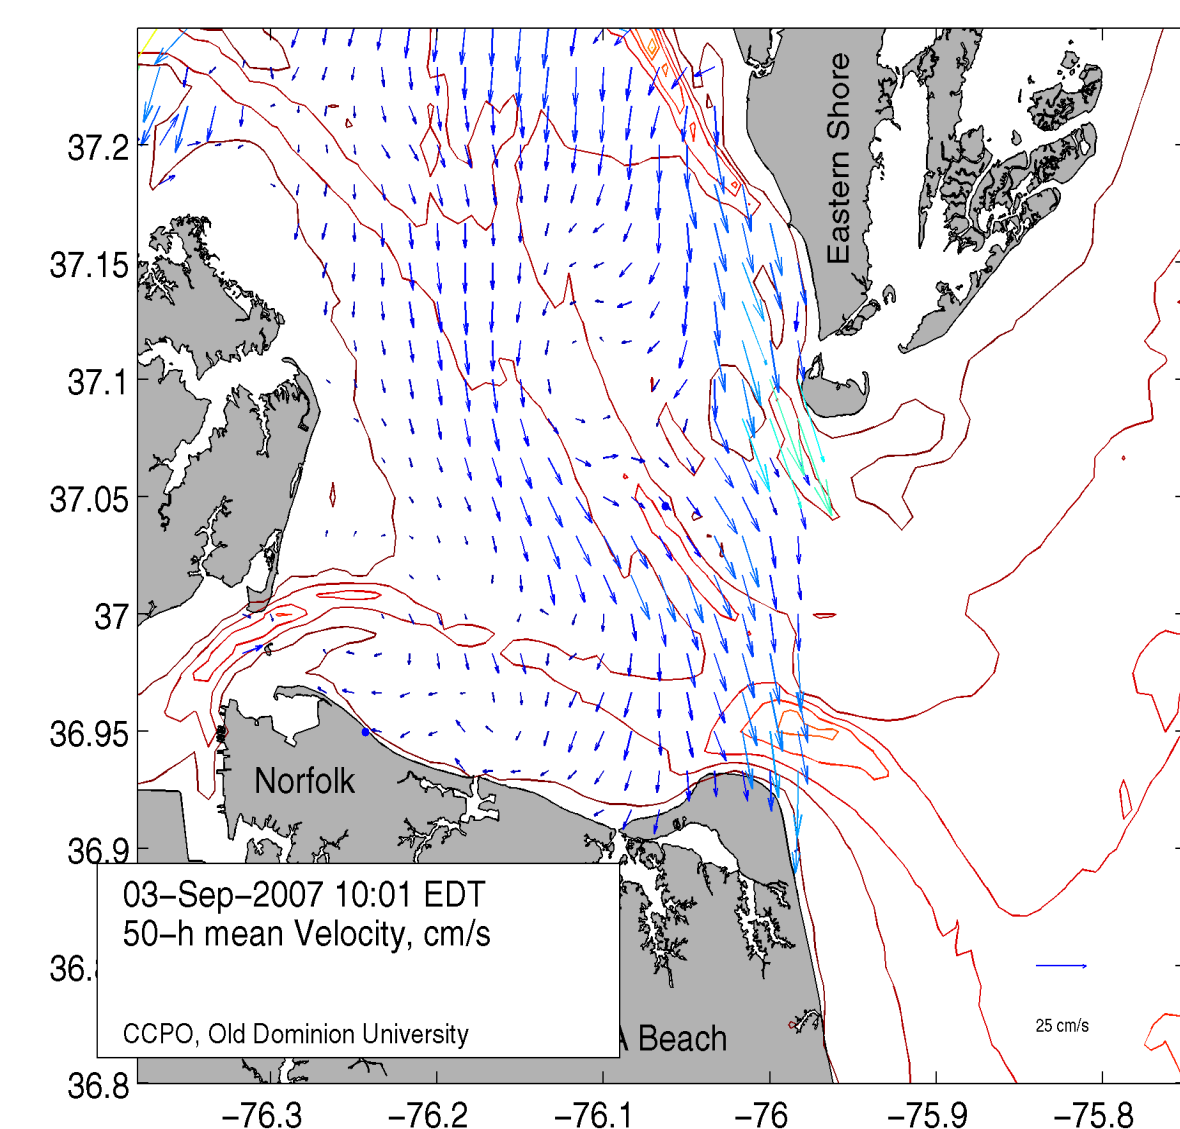 Eastern Shore
37.2
37.15
37.1
37.05
37
36.95
36.9
36.8
Norfolk
03-Sep-2007 10:01 EDT
50-h mean Velocity, cm/s
CCPO, Old Dominion University
Beach
25 cm/s
-76.3
-76.2
-76.1
-76
-75.9
-75.8